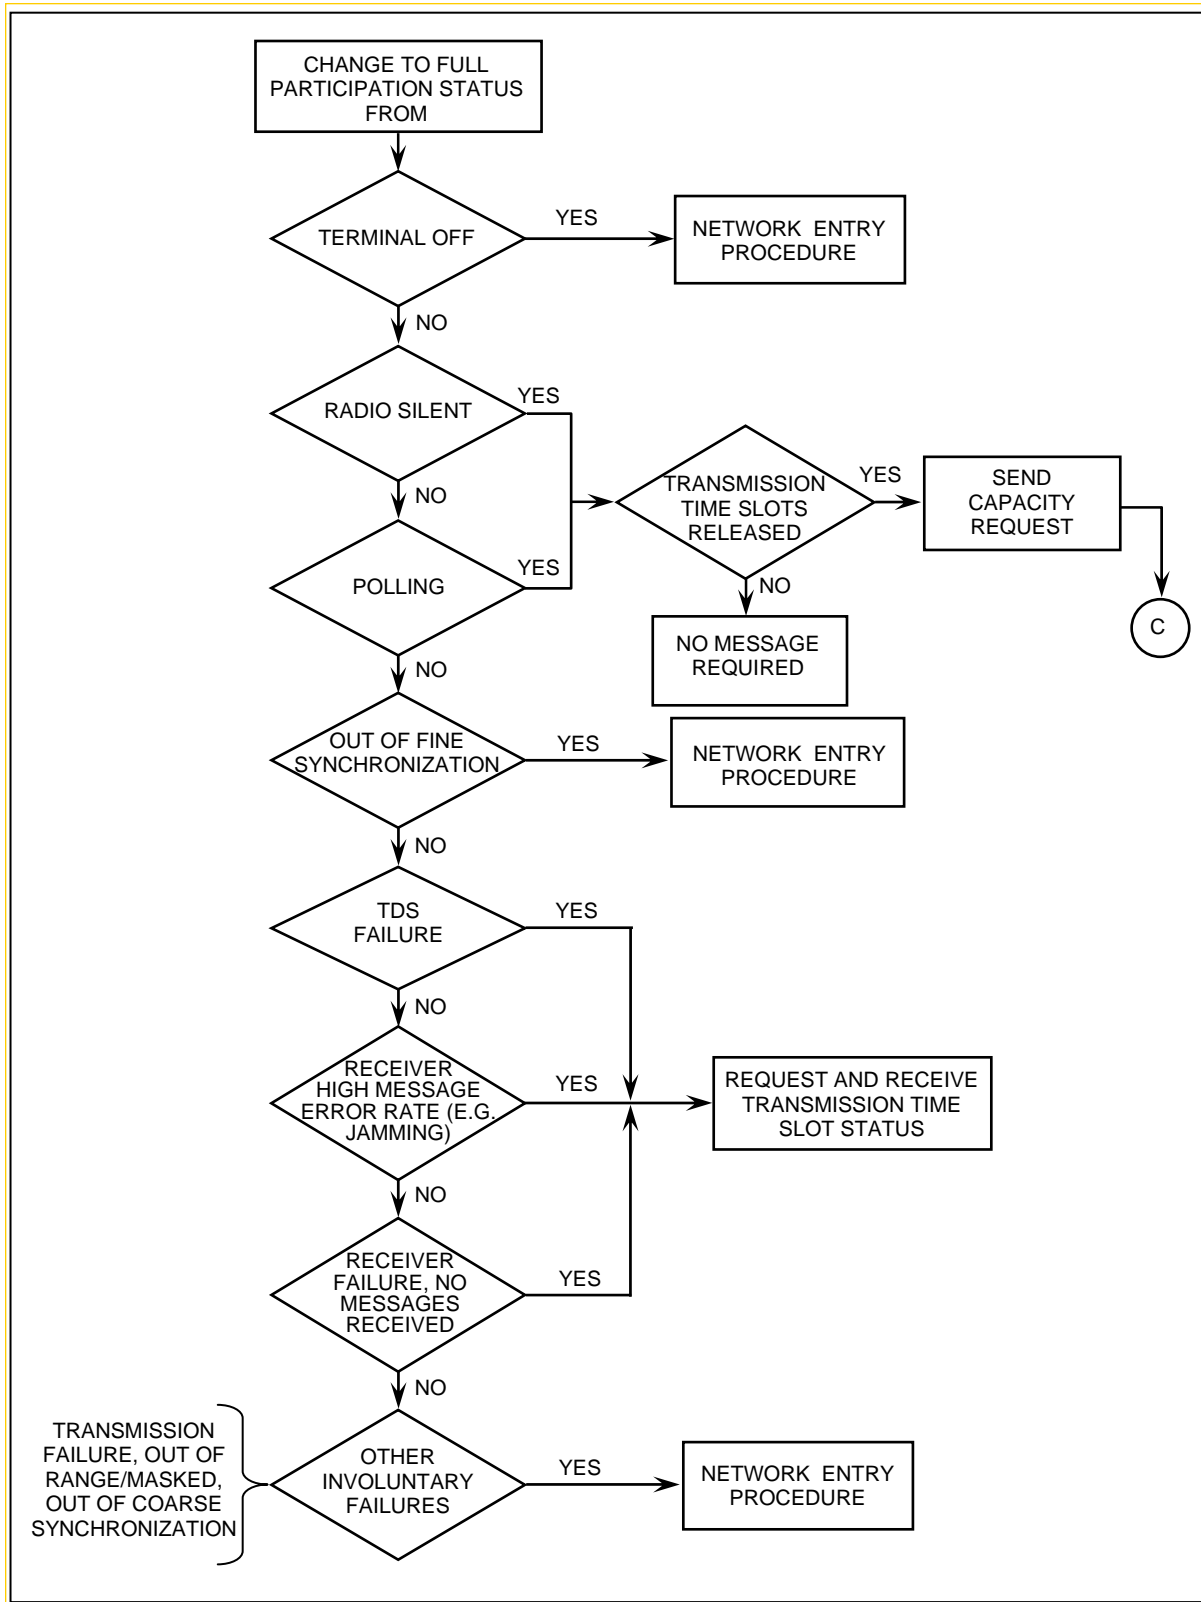 CHANGE TO FULL
PARTICIPATION STATUS
FROM
TERMINAL OFF
YES
NETWORK ENTRY
PROCEDURE
NO
RADIO SILENT
YES
NO
TRANSMISSION
TIME SLOTS
RELEASED
YES
SEND
CAPACITY
REQUEST
POLLING
YES
NO
NO MESSAGE
REQUIRED
C
NO
OUT OF FINE
SYNCHRONIZATION
YES
NETWORK ENTRY
PROCEDURE
NO
TDS
FAILURE
YES
NO
RECEIVER
HIGH MESSAGE
ERROR RATE (E.G.
JAMMING)
YES
REQUEST AND RECEIVE
TRANSMISSION TIME
SLOT STATUS
NO
RECEIVER
FAILURE, NO
MESSAGES
RECEIVED
YES
NO
TRANSMISSION
FAILURE, OUT OF
RANGE/MASKED,
OUT OF COARSE
SYNCHRONIZATION
OTHER
INVOLUNTARY
FAILURES
YES
NETWORK ENTRY
PROCEDURE